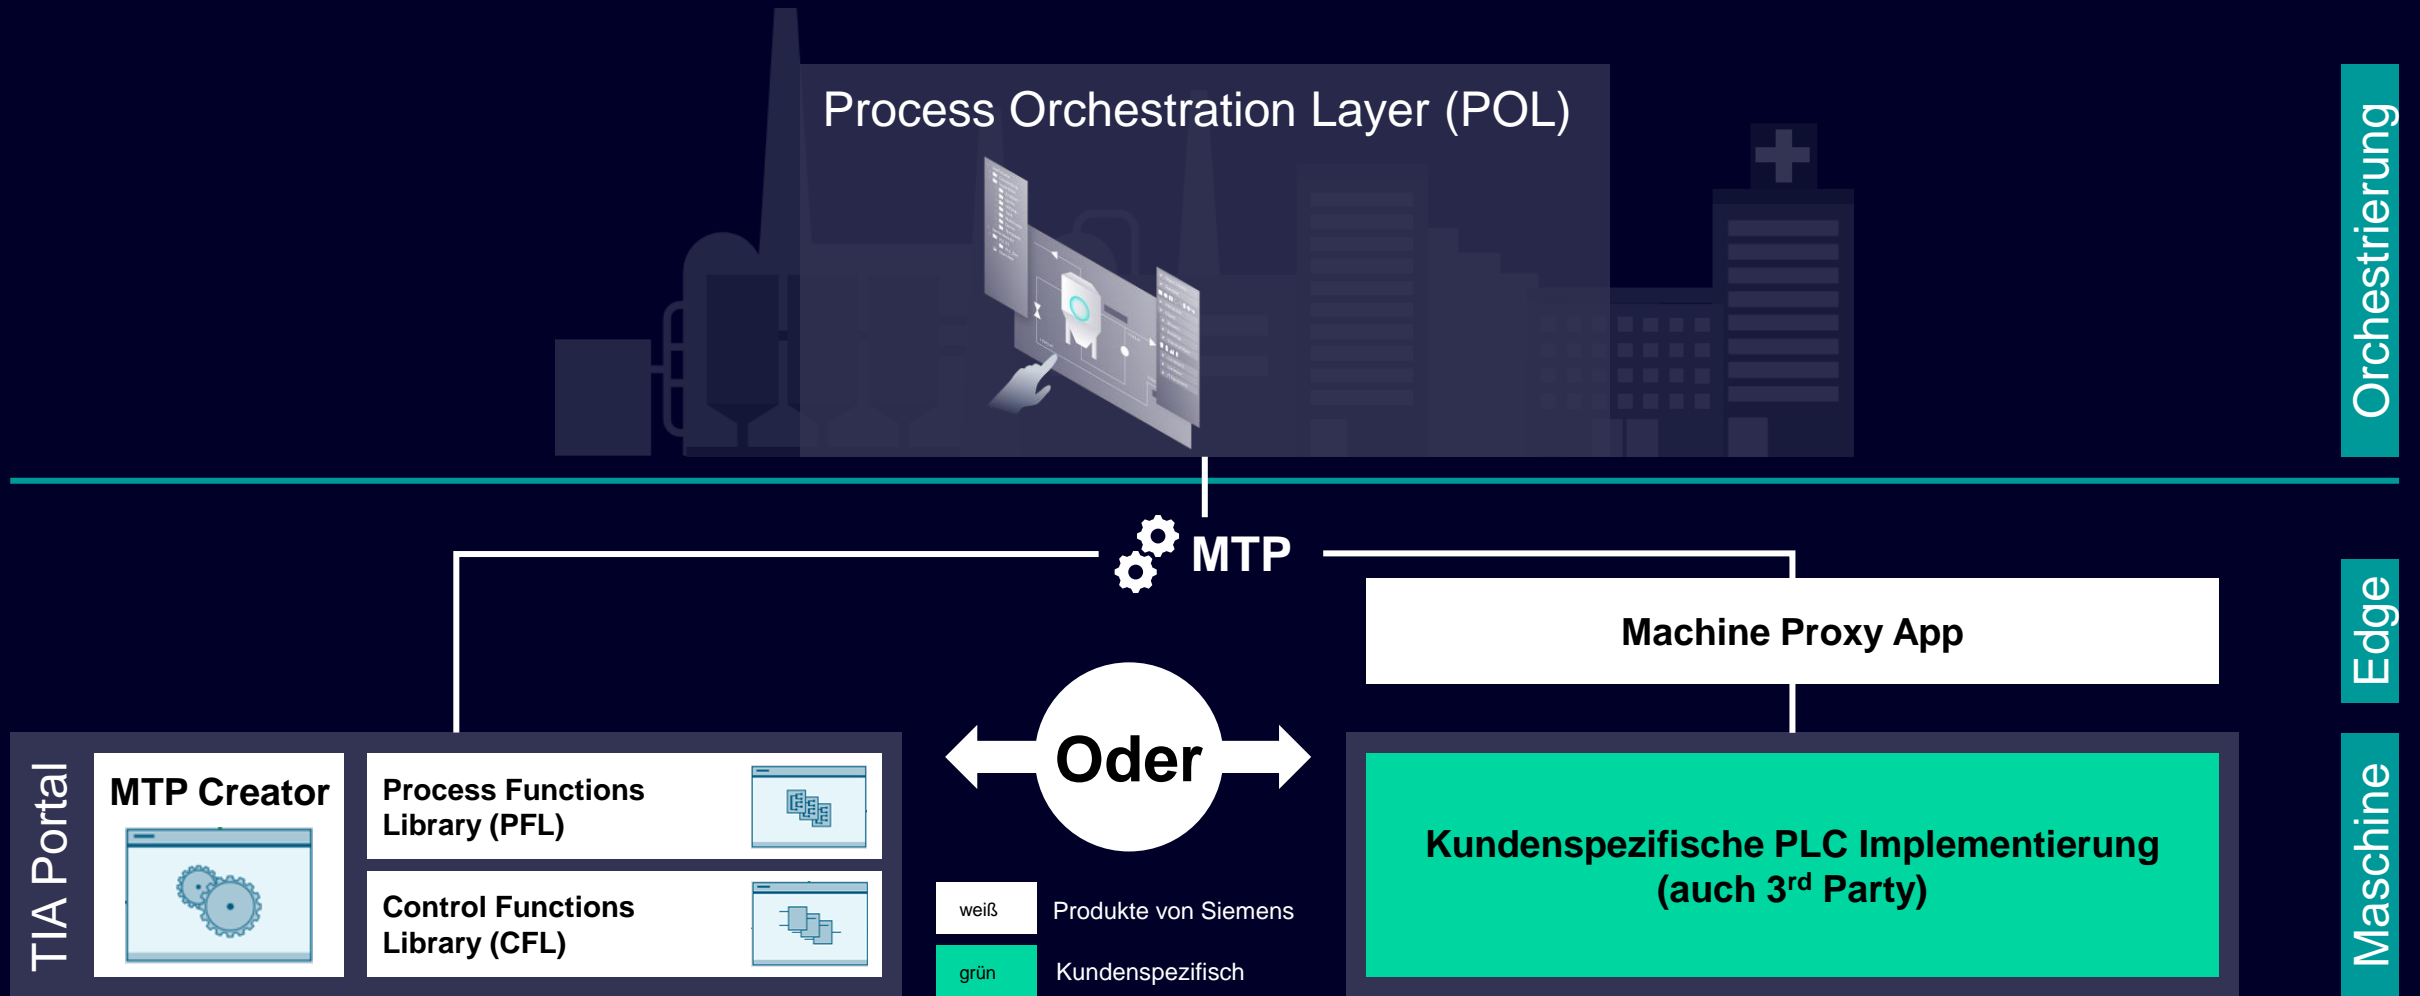 Process Orchestration Layer (POL)
Orchestrierung
MTP
Machine Proxy App
Edge
Oder
TIA Portal
MTP Creator
Process Functions
Library (PFL)
Control Functions
Library (CFL)
weiß
Produkte von Siemens
grün
Kundenspezifisch
Kundenspezifische PLC Implementierung
(auch 3rd Party)
Maschine